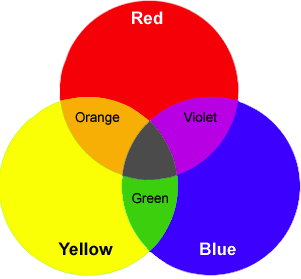 Red
Orange
Violet
Green
Yellow
Blue